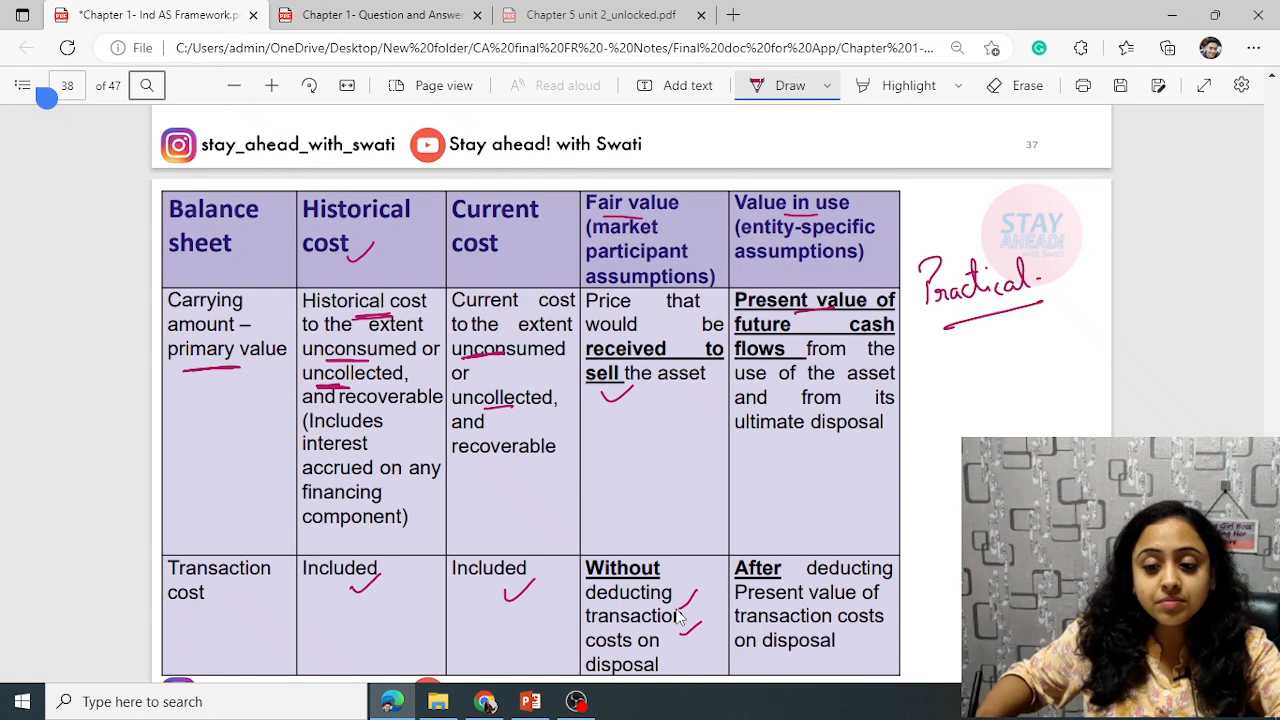 *Chapter 1- Ind AS Framework.p
Chapter 1 - Question and Answer
Chapter 5 unit 2_unlocked.pdf
File
C:/Users/admin/OneDrive/Desktop/New%20folder/CA%20Final%20FR%20-%20Notes/Final%20doc%20for%20App/Chapter%201-...
38
of 47
Page view
Read aloud
Add text
Draw
Highlight
Erase
stay_ahead_with_swati
Stay ahead! with Swati
37
Balance sheet
Historical cost
Current cost
Fair value
(market
participant
assumptions)
Value in use
(entity-specific
assumptions)
STAY
AHEAD!
WITH SWATI
Practical
Carrying
amount –
primary value
Historical cost
to the extent
unconsumed or
uncollected,
and recoverable
(Includes
interest
accrued on any
financing
component)
Current cost
to the extent
unconsumed
or
uncollected,
and
recoverable
Price that
would be
received to
sell the asset
Present value of
future cash
flows from the
use of the asset
and from its
ultimate disposal
Transaction
cost
Included
Included
Without
deducting
transaction
costs on
disposal
After deducting
Present value of
transaction costs
on disposal
Type here to search